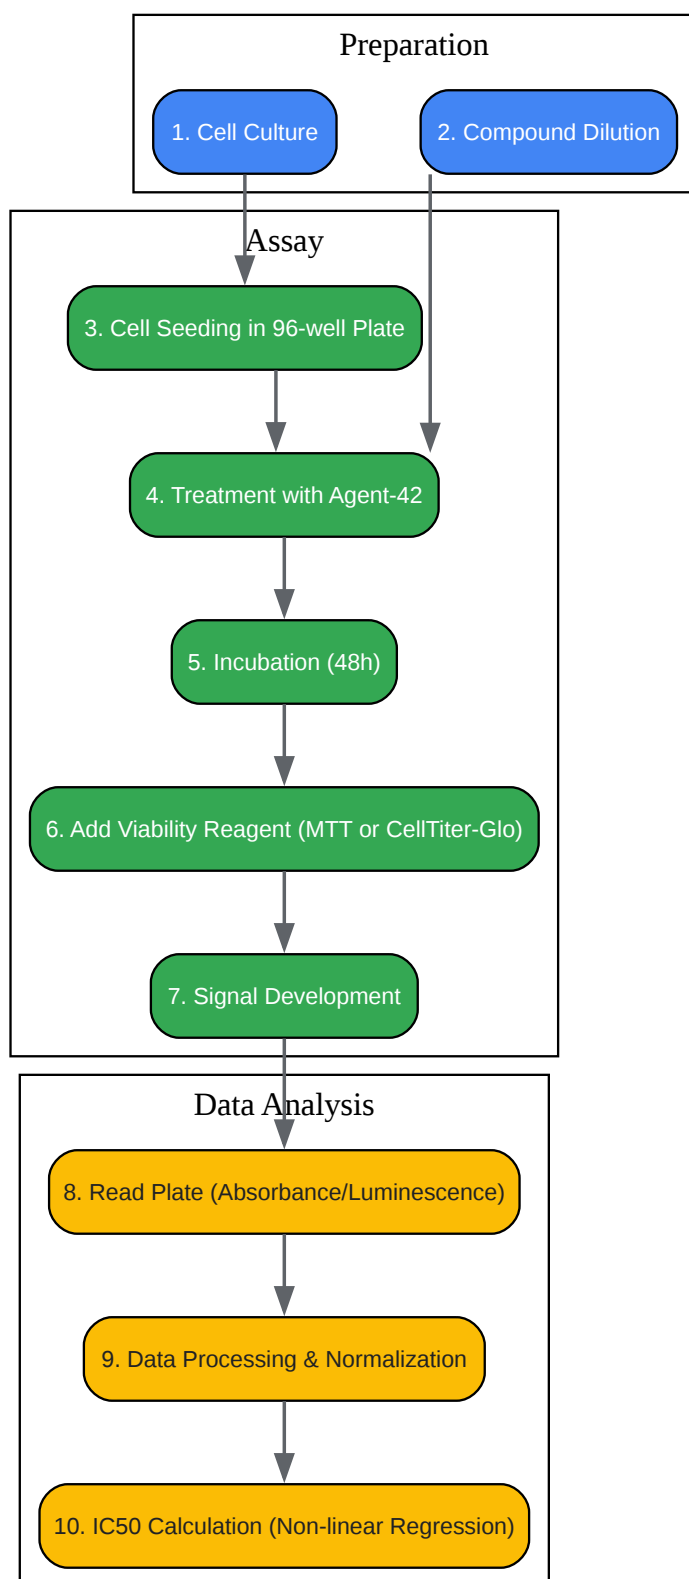 Preparation
1. Cell Culture
2. Compound Dilution
Assay
3. Cell Seeding in 96-well Plate
4. Treatment with Agent-42
5. Incubation (48h)
6. Add Viability Reagent (MTT or CellTiter-Glo)
7. Signal Development
Data Analysis
8. Read Plate (Absorbance/Luminescence)
9. Data Processing & Normalization
10. IC50 Calculation (Non-linear Regression)